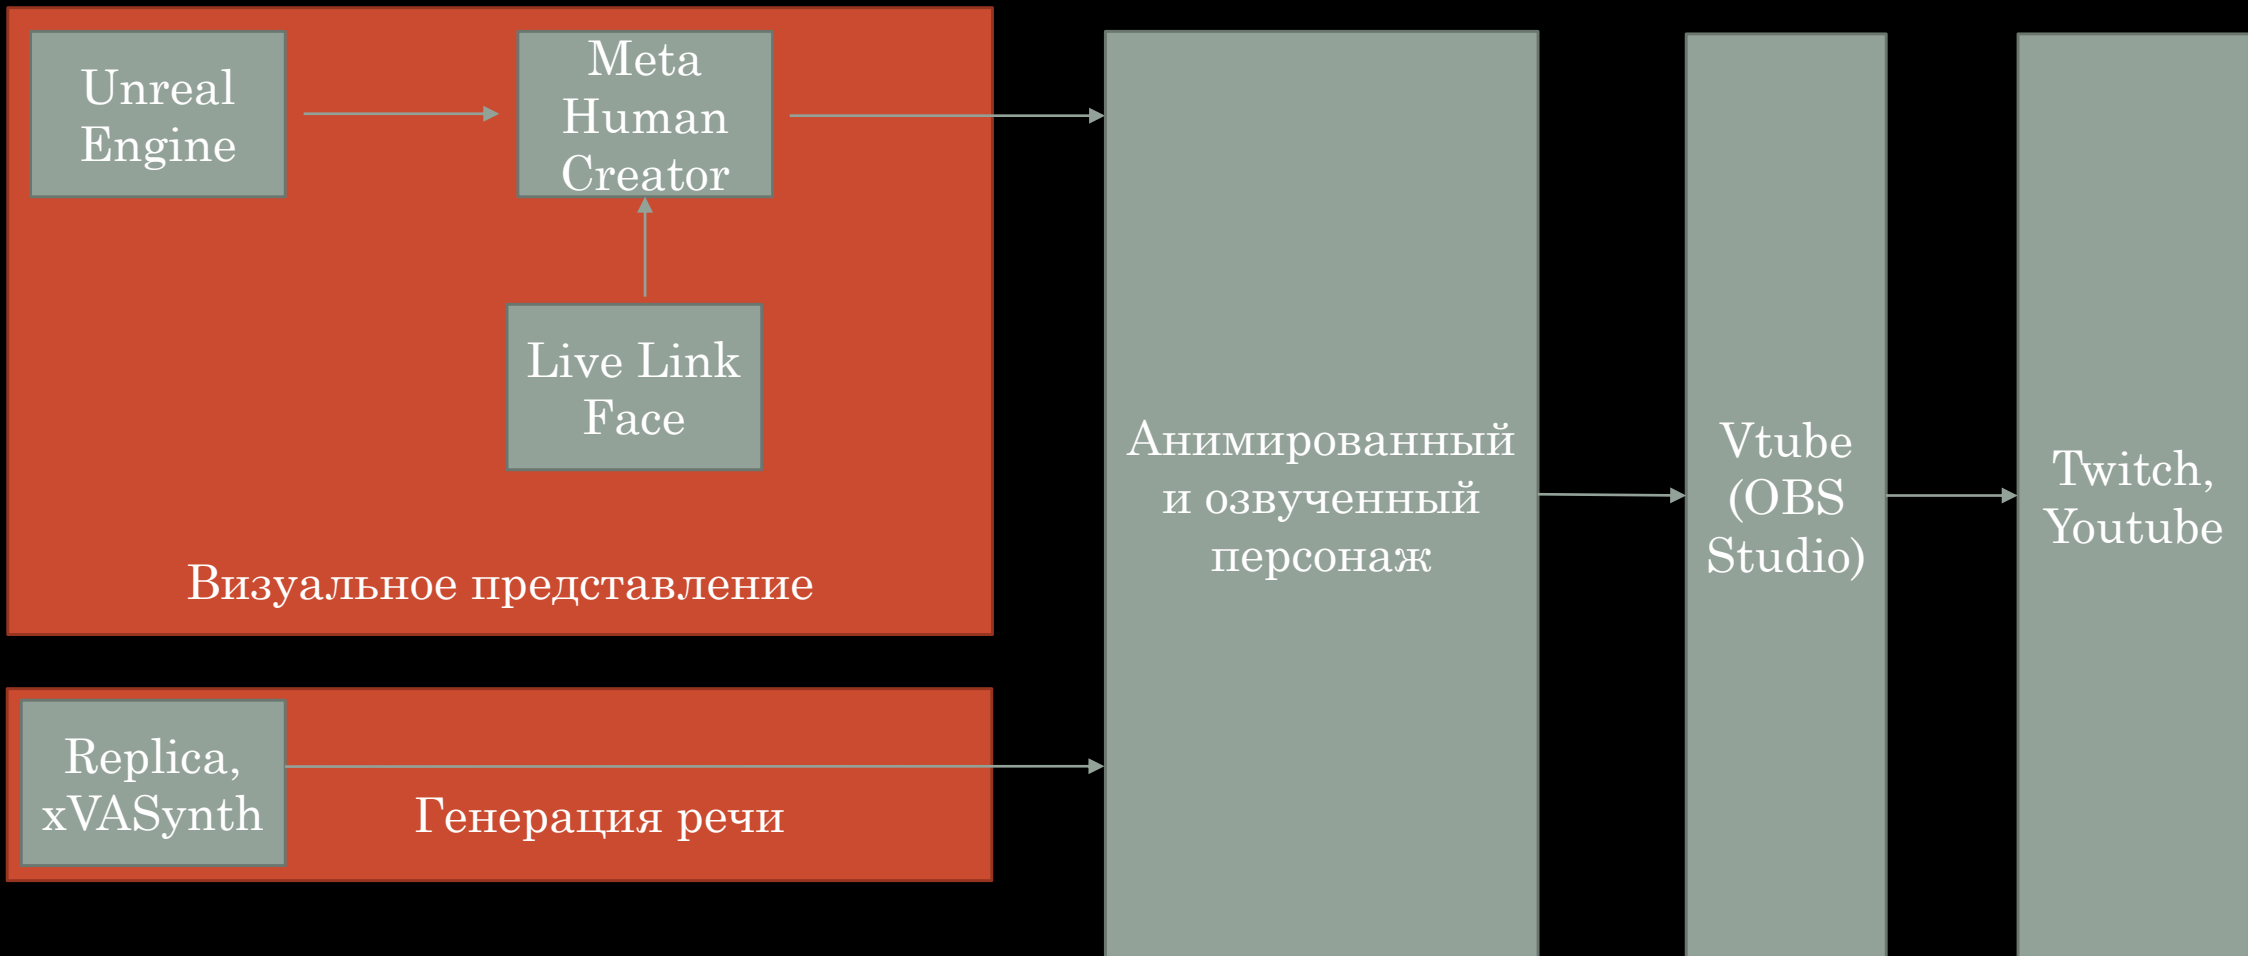 Unreal
Engine
Meta
Human
Creator
Live Link
Face
Визуальное представление
Replica,
xVASynth
Генерация речи
Анимированный
и озвученный
персонаж
Vtube
(OBS
Studio)
Twitch,
Youtube